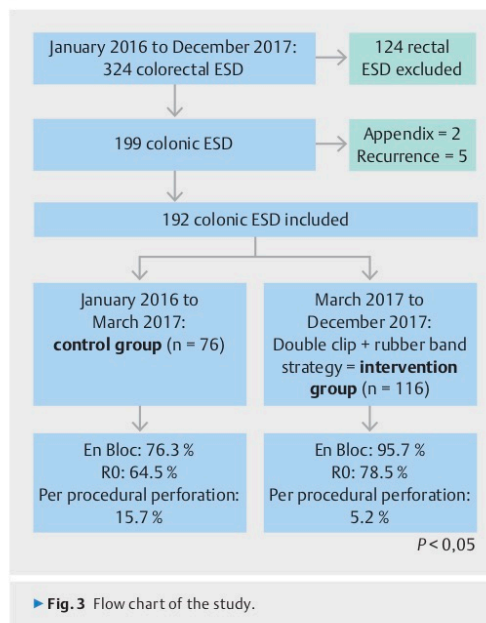 January 2016 to December 2017:
324 colorectal ESD
124 rectal
ESD excluded
199 colonic ESD
Appendix = 2
Recurrence = 5
192 colonic ESD included
January 2016 to
March 2017:
control group (n = 76)
March 2017 to
December 2017:
Double clip + rubber band
strategy = intervention
group (n = 116)
En Bloc: 76.3 %
R0: 64.5 %
Per procedural perforation:
15.7 %
En Bloc: 95.7 %
R0: 78.5 %
Per procedural perforation:
5.2 %
P < 0,05
▶ Fig. 3 Flow chart of the study.